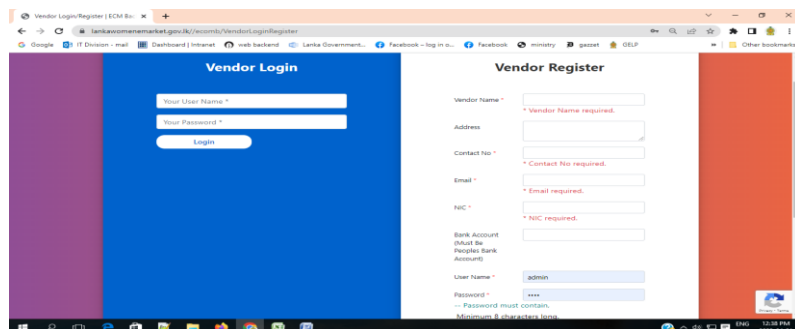 Vendor Login/Register | ECM Bac
lankawomenemarket.gov.lk//ecomb/VendorLoginRegister
Google IT Division - mail Dashboard | Intranet web backend Lanka Government... Facebook – log in o... Facebook ministry gazzet GELP Other bookmarks
Vendor Login
Your User Name *
Your Password *
Login
Vendor Register
Vendor Name *
* Vendor Name required.
Address
Contact No *
* Contact No required.
Email *
* Email required.
NIC *
* NIC required.
Bank Account
(Must Be
Peoples Bank
Account)
User Name * admin
Password * ••••
-- Password must contain.
Minimum 8 characters long.
Privacy - Terms
ENG 12:38 PM